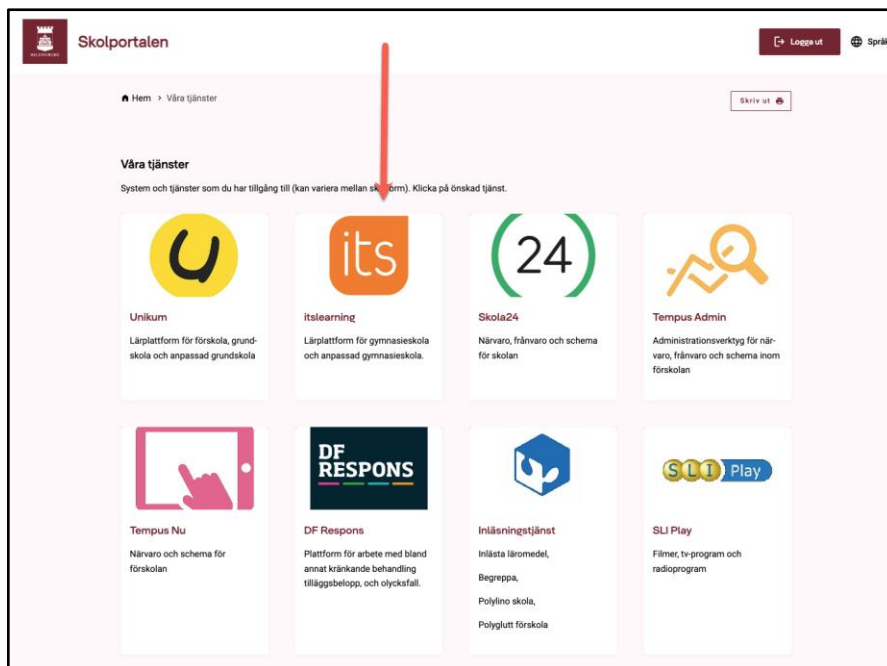 Skolportalen
Logga ut
Språk
Hem > Våra tjänster
Skriv ut
Våra tjänster
System och tjänster som du har tillgång till (kan variera mellan form). Klicka på önskad tjänst.
its
24
Unikum
Lärplattform för förskola, grund-
skola och anpassad grundskola
itslearning
Lärplattform för gymnasieskola
och anpassad gymnasieskola.
Skola24
Närvaro, frånvaro och schema
för skolan
Tempus Admin
Administrationsverktyg för när-
varo, frånvaro och schema inom
förskolan
DF
RESPONS
SLI Play
Tempus Nu
Närvaro och schema för
förskolan
DF Respons
Plattform för arbete med bland
annat kränkande behandling
tilläggsbelopp, och olycksfall.
Inläsningstjänst
Inlästa läromedel,
Begreppa,
Polylino skola,
Polyglutt förskola
SLI Play
Filmer, tv-program och
radioprogram